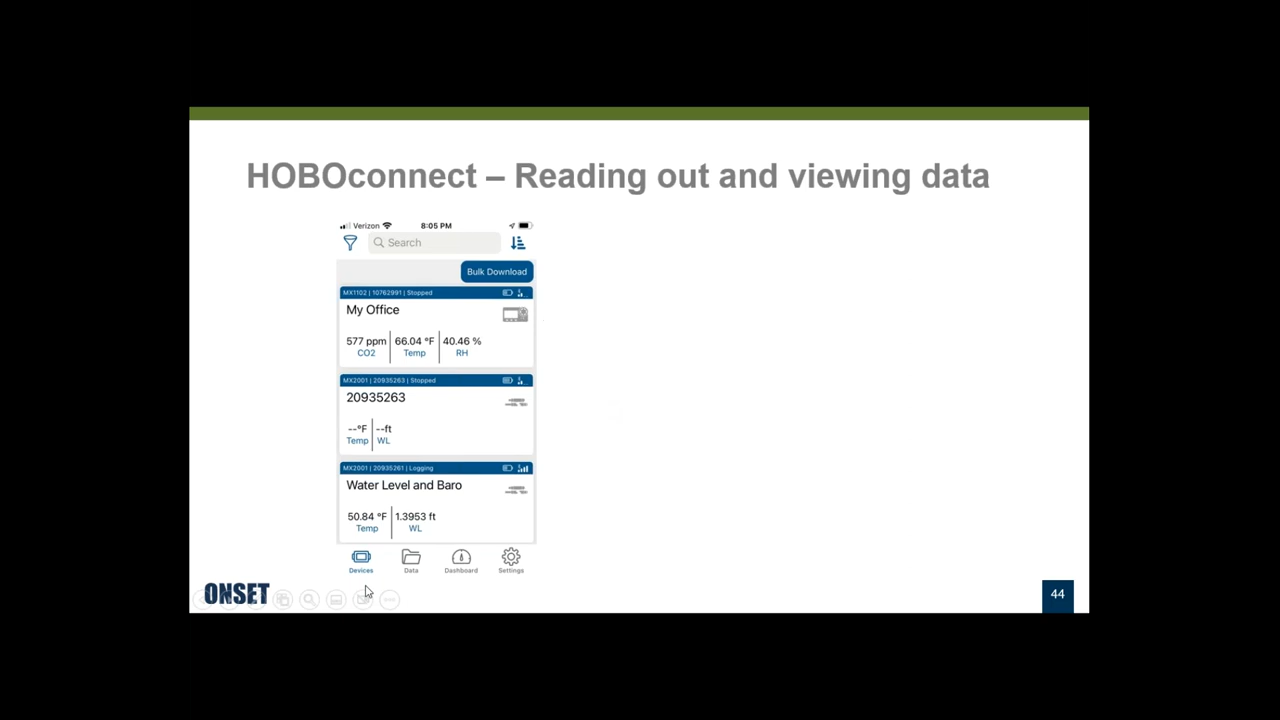 HOBOconnect – Reading out and viewing data
Verizon 8:05 PM
Search
Bulk Download
MX1102 | 10762991 | Stopped
My Office
577 ppm 66.04 °F 40.46 %
CO2 Temp RH
MX2001 | 20935263 | Stopped
20935263
--°F --ft
Temp WL
MX2001 | 20935261 | Logging
Water Level and Baro
50.84 °F 1.3953 ft
Temp WL
Devices Data Dashboard Settings
ONSET
44